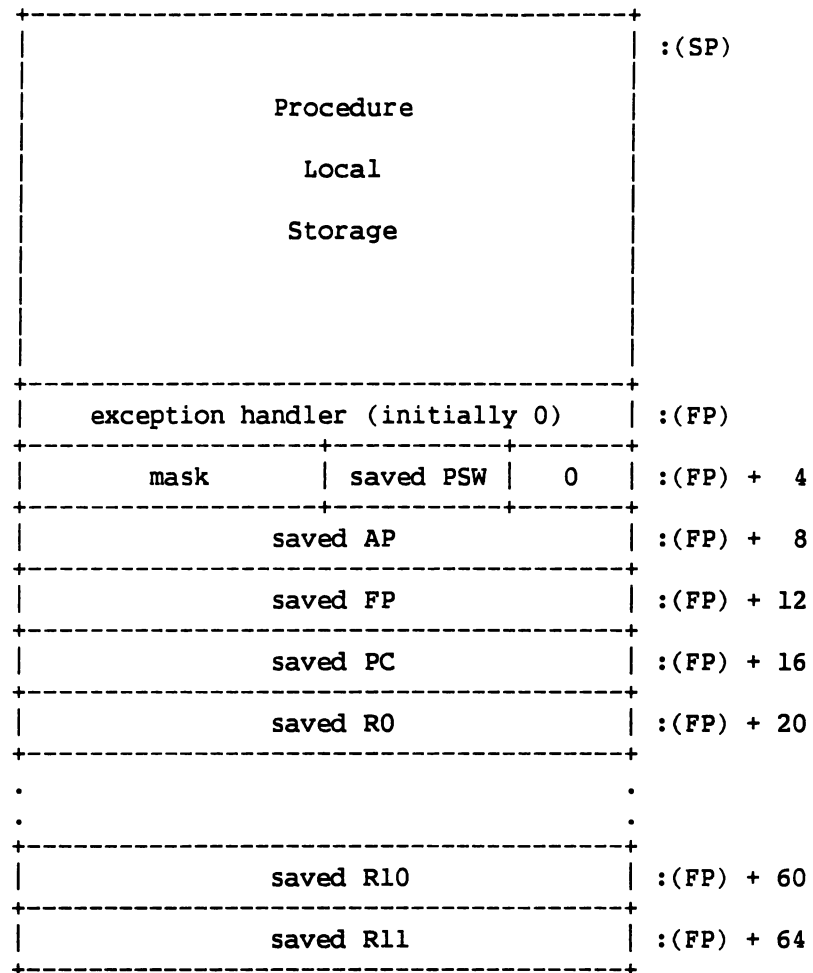 :(SP)
Procedure
Local
Storage
exception handler (initially 0) :(FP)
mask | saved PSW | 0 :(FP) + 4
saved AP :(FP) + 8
saved FP :(FP) + 12
saved PC :(FP) + 16
saved R0 :(FP) + 20
.
.
saved R10 :(FP) + 60
saved R11 :(FP) + 64